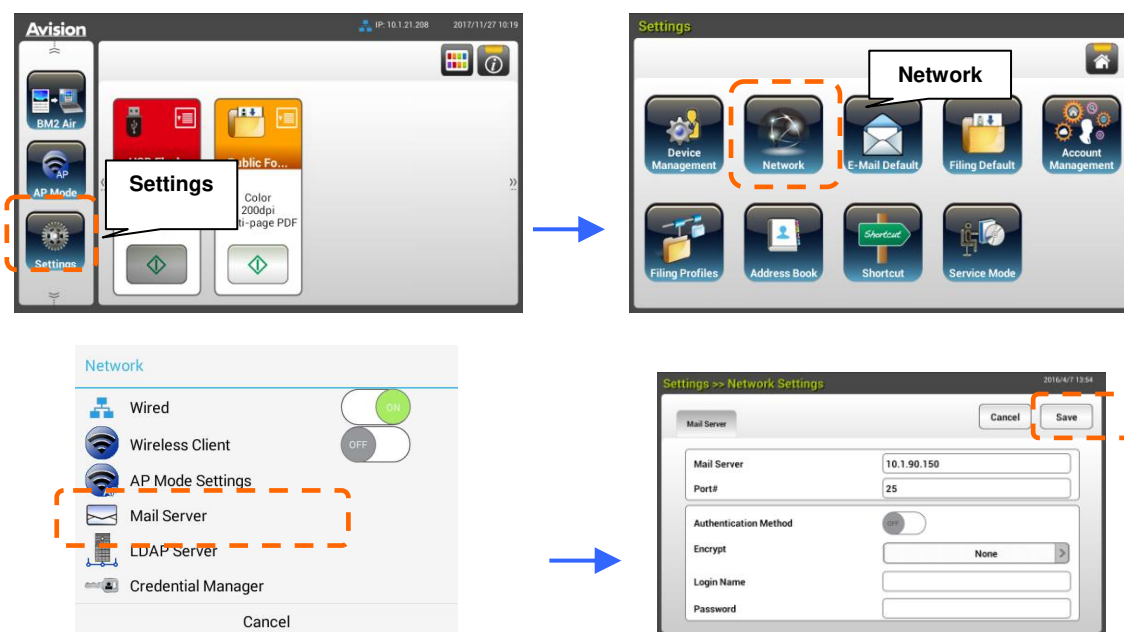 Avision
IP: 10.1.21.208
2017/11/27 10:19
BM2 Air
AP
AP Mode
Settings
Settings
Color
200dpi
ti-page PDF
Settings
Network
Device
Management
Network
E-Mail Default
Filing Default
Account
Management
Filing Profiles
Address Book
Shortcut
Shortcut
Service Mode
Network
Wired
ON
Wireless Client
OFF
AP Mode Settings
Mail Server
LDAP Server
Credential Manager
Cancel
Settings >> Network Settings
2016/4/7 13:54
Mail Server
Cancel
Save
Mail Server
10.1.90.150
Port#
25
Authentication Method
OFF
Encrypt
None
Login Name
Password